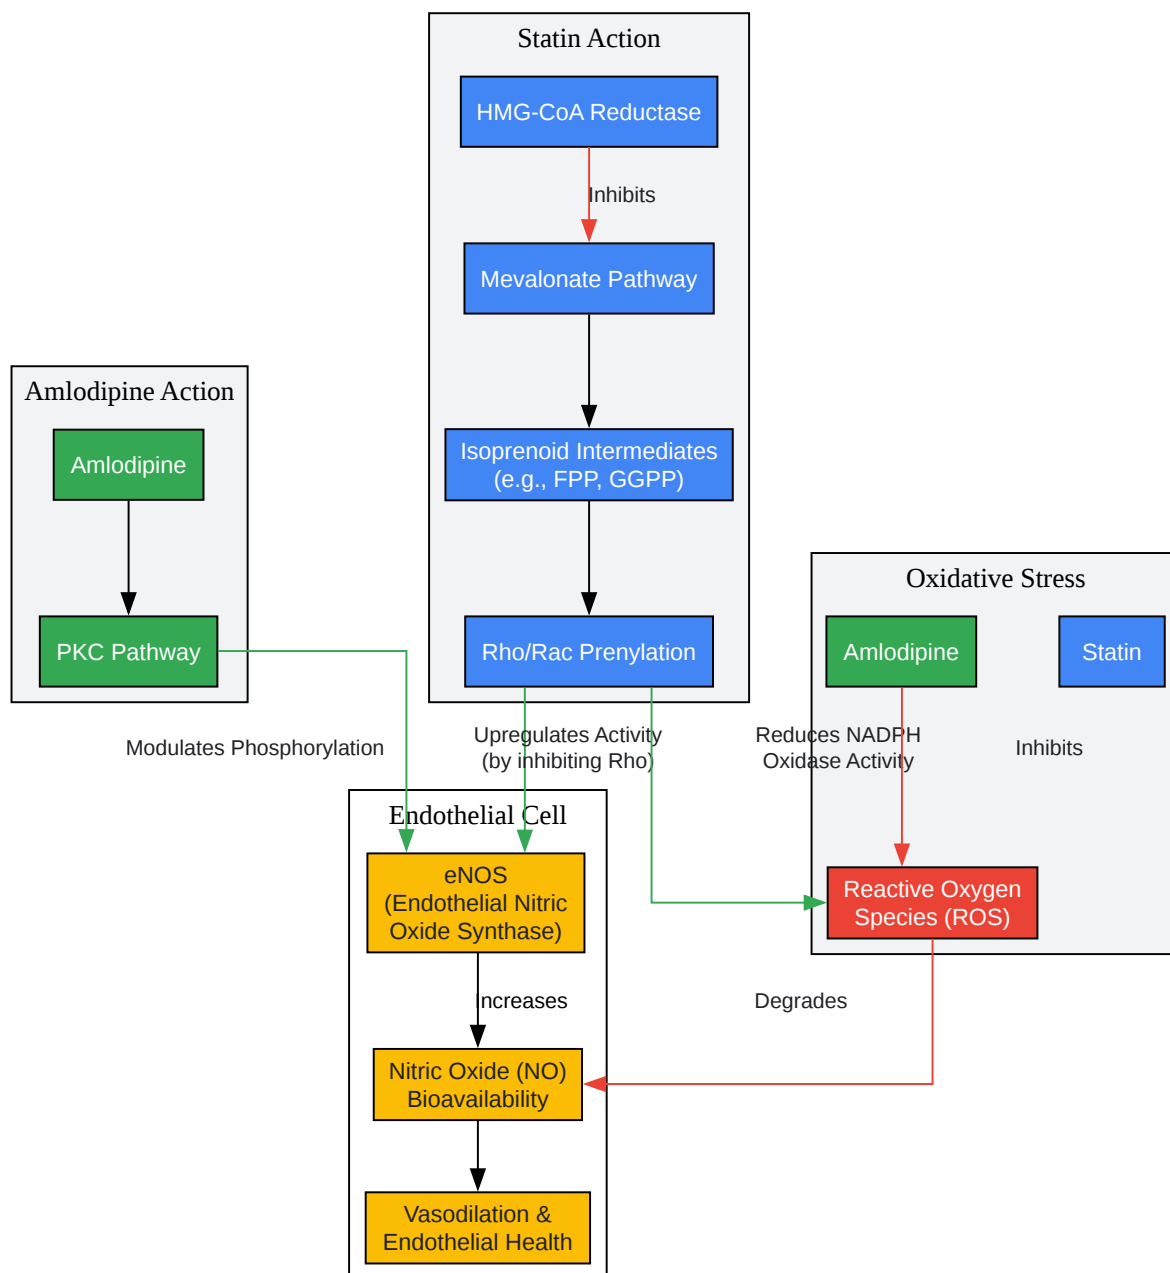 Statin Action
HMG-CoA Reductase
Inhibits
Mevalonate Pathway
Amlodipine Action
Amlodipine
Isoprenoid Intermediates
(e.g., FPP, GGPP)
Oxidative Stress
PKC Pathway
Rho/Rac Prenylation
Amlodipine
Statin
Modulates Phosphorylation
Upregulates Activity
(by inhibiting Rho)
Reduces NADPH
Oxidase Activity
Inhibits
Endothelial Cell
eNOS
(Endothelial Nitric
Oxide Synthase)
Reactive Oxygen
Species (ROS)
Increases
Degrades
Nitric Oxide (NO)
Bioavailability
Vasodilation &
Endothelial Health